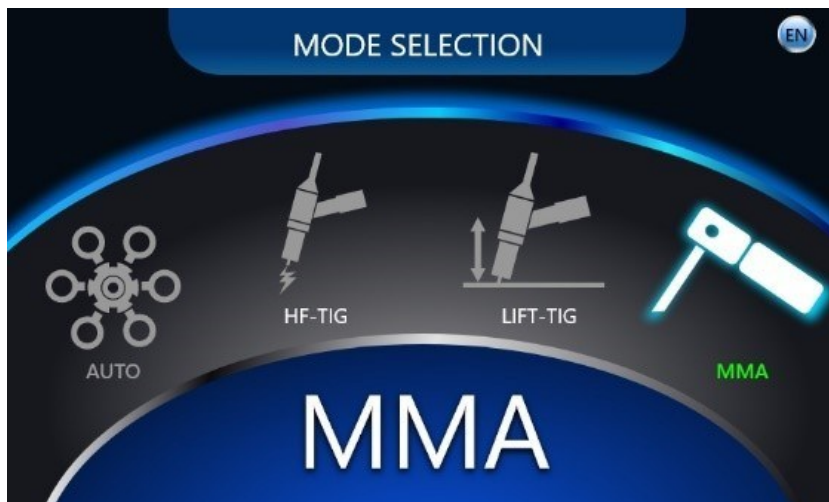 MODE SELECTION
EN
HF-TIG
LIFT-TIG
AUTO
MMA
MMA